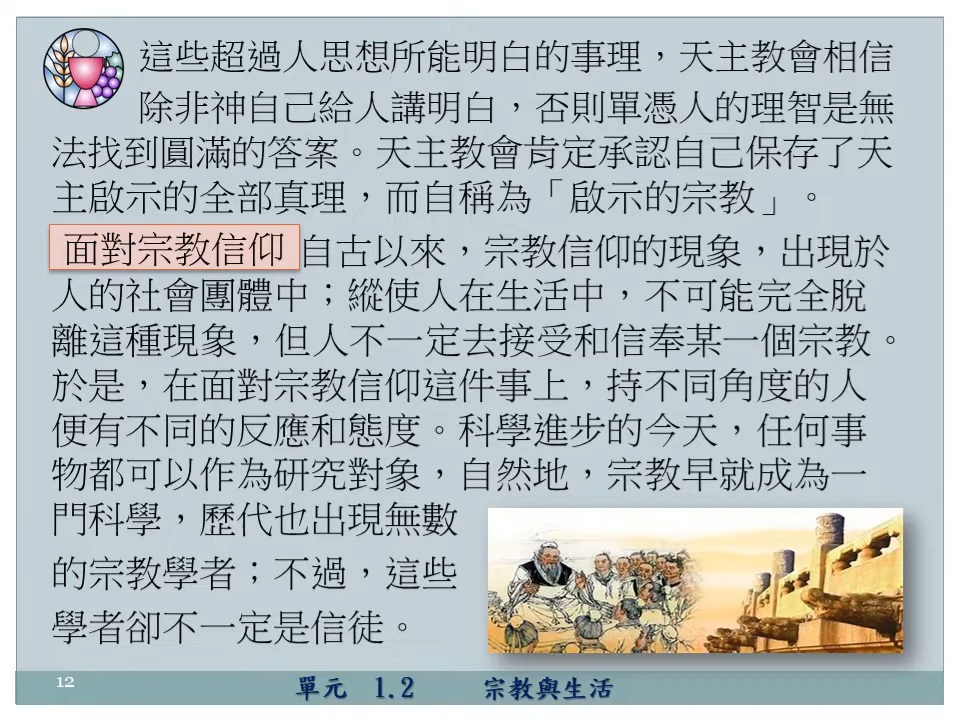 這些超過人思想所能明白的事理，天主教會相信
除非神自己給人講明白，否則單憑人的理智是無
法找到圓滿的答案。天主教會肯定承認自己保存了天
主啟示的全部真理，而自稱為「啟示的宗教」。
面對宗教信仰 自古以來，宗教信仰的現象，出現於
人的社會團體中；縱使人在生活中，不可能完全脫
離這種現象，但人不一定去接受和信奉某一個宗教。
於是，在面對宗教信仰這件事上，持不同角度的人
便有不同的反應和態度。科學進步的今天，任何事
物都可以作為研究對象，自然地，宗教早就成為一
門科學，歷代也出現無數
的宗教學者；不過，這些
學者卻不一定是信徒。
12 單元 1.2 宗教與生活